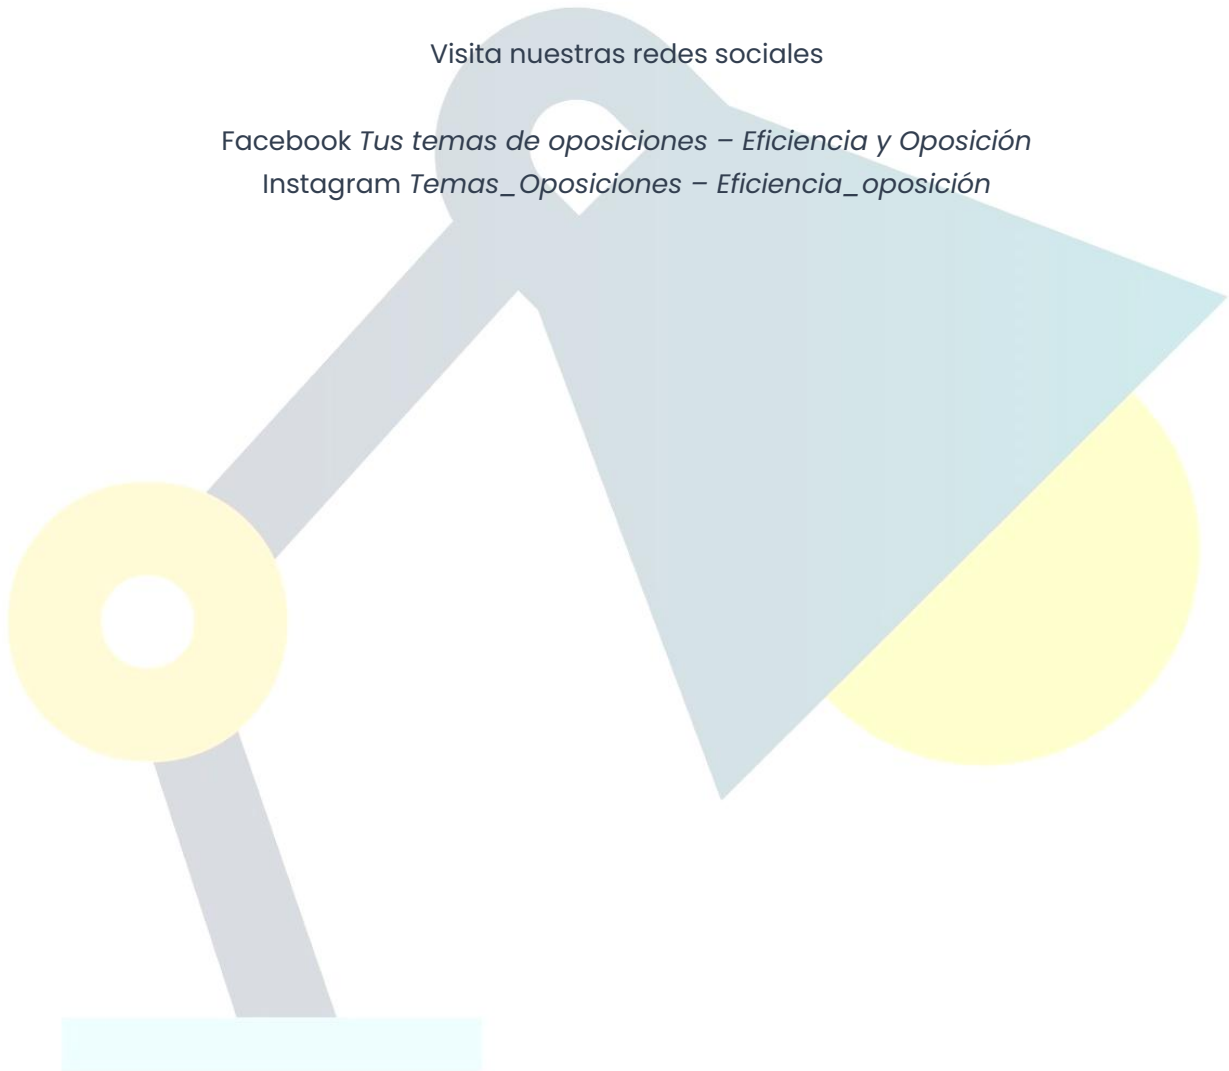 Visita nuestras redes sociales
Facebook Tus temas de oposiciones – Eficiencia y Oposición
Instagram Temas_Oposiciones – Eficiencia_oposición